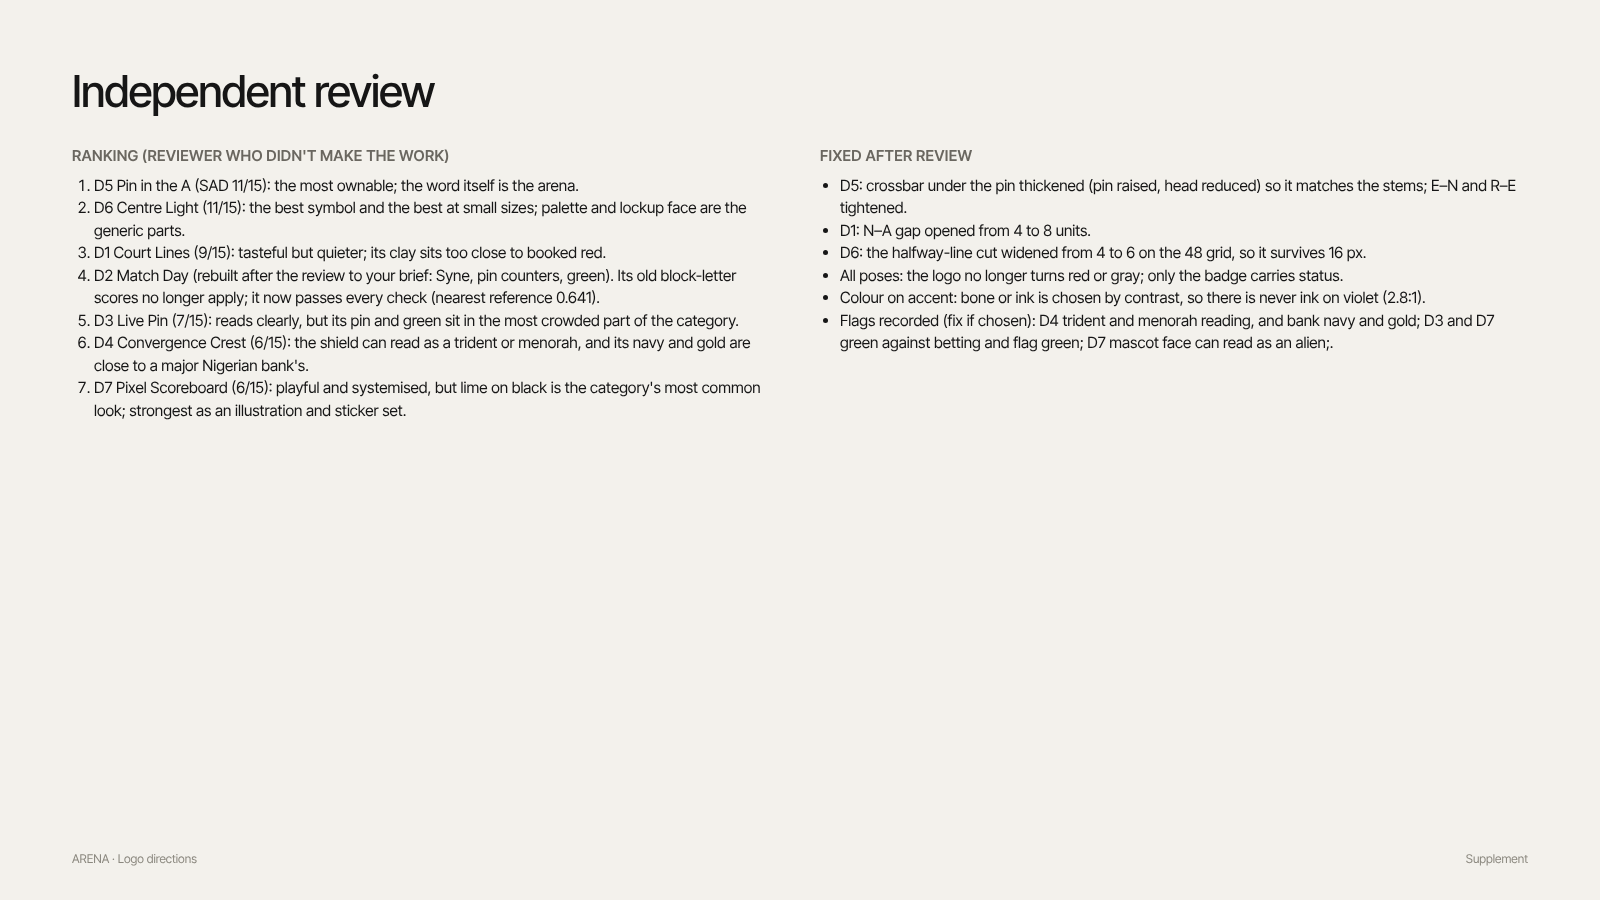 Independent review
RANKING (REVIEWER WHO DIDN'T MAKE THE WORK)
1. D5 Pin in the A (SAD 11/15): the most ownable; the word itself is the arena.
2. D6 Centre Light (11/15): the best symbol and the best at small sizes; palette and lockup face are the
generic parts.
3. D1 Court Lines (9/15): tasteful but quieter; its clay sits too close to booked red.
4. D2 Match Day (rebuilt after the review to your brief: Syne, pin counters, green). Its old block-letter
scores no longer apply; it now passes every check (nearest reference 0.641).
5. D3 Live Pin (7/15): reads clearly, but its pin and green sit in the most crowded part of the category.
6. D4 Convergence Crest (6/15): the shield can read as a trident or menorah, and its navy and gold are
close to a major Nigerian bank's.
7. D7 Pixel Scoreboard (6/15): playful and systemised, but lime on black is the category's most common
look; strongest as an illustration and sticker set.
FIXED AFTER REVIEW
• D5: crossbar under the pin thickened (pin raised, head reduced) so it matches the stems; E–N and R–E
tightened.
• D1: N–A gap opened from 4 to 8 units.
• D6: the halfway-line cut widened from 4 to 6 on the 48 grid, so it survives 16 px.
• All poses: the logo no longer turns red or gray; only the badge carries status.
• Colour on accent: bone or ink is chosen by contrast, so there is never ink on violet (2.8:1).
• Flags recorded (fix if chosen): D4 trident and menorah reading, and bank navy and gold; D3 and D7
green against betting and flag green; D7 mascot face can read as an alien;.
ARENA · Logo directions
Supplement